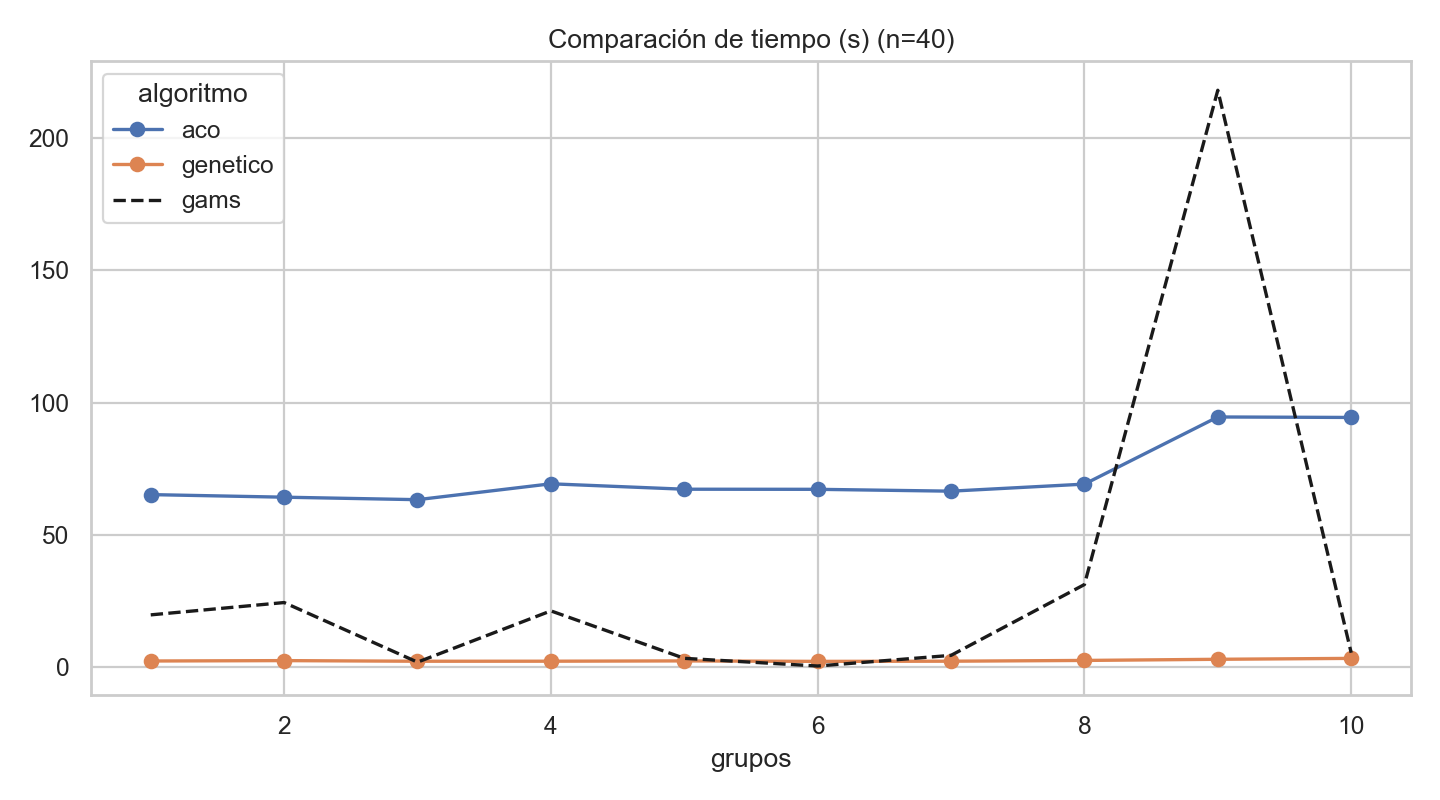 Comparación de tiempo (s) (n=40)
algoritmo
aco
genetico
gams
200
150
100
50
0
2 4 6 8 10
grupos